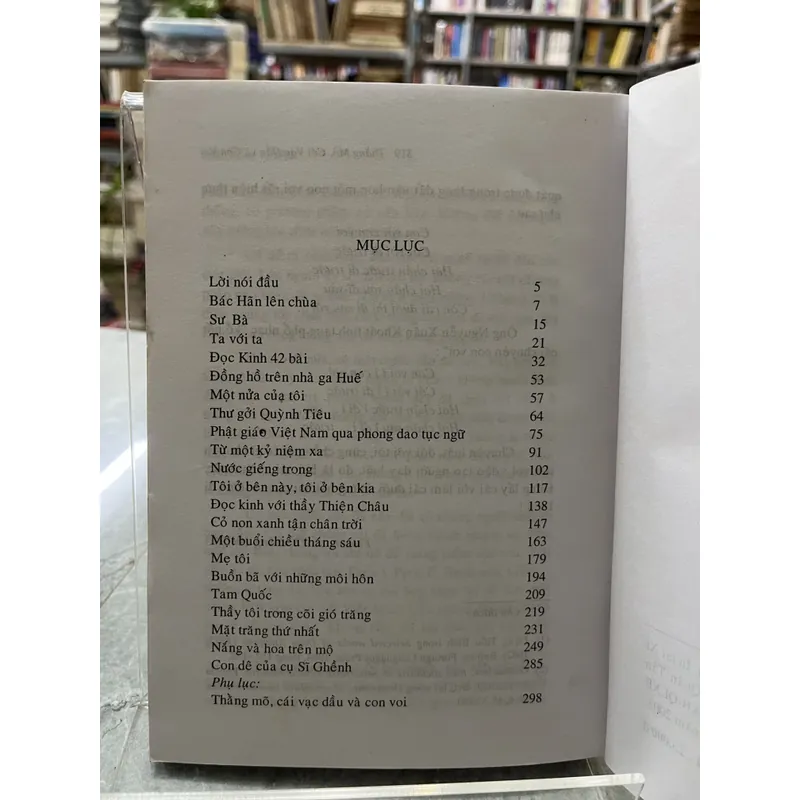 MỤC LỤC
Lời nói đầu 5
Bác Hãn lên chùa 7
Sư Bà 15
Ta với ta 21
Đọc Kinh 42 bài 32
Đồng hồ trên nhà ga Huế 53
Một nửa của tôi 57
Thư gởi Quỳnh Tiêu 64
Phật giáo Việt Nam qua phong dao tục ngữ 75
Từ một kỷ niệm xa 91
Nước giếng trong 102
Tôi ở bên này, tôi ở bên kia 117
Đọc kinh với thầy Thiện Châu 138
Cỏ non xanh tận chân trời 147
Một buổi chiều tháng sáu 163
Mẹ tôi 179
Buồn bã với những môi hôn 194
Tam Quốc 209
Thầy tôi trong cõi gió trăng 219
Mặt trăng thứ nhất 231
Nắng và hoa trên mộ 249
Con dê của cụ Sĩ Ghềnh 285
Phụ lục:
Thằng mõ, cái vạc dầu và con voi 298